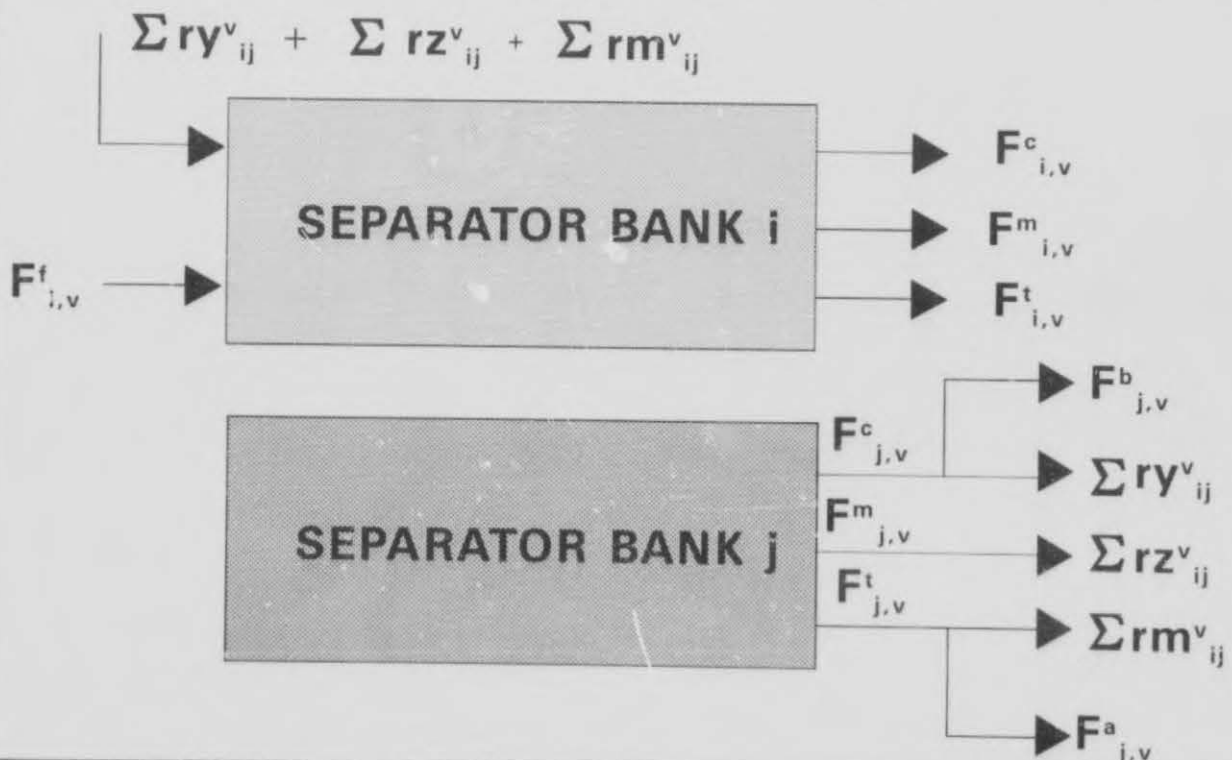 Σ ryᵛᵢⱼ + Σ rzᵛᵢⱼ + Σ rmᵛᵢⱼ
Fᶜᵢ,ᵥ
SEPARATOR BANK i
Fᵐᵢ,ᵥ
Fᶠᵢ,ᵥ
Fᵗᵢ,ᵥ
Fᵇⱼ,ᵥ
Fᶜⱼ,ᵥ
Σ ryᵛᵢⱼ
Fᵐⱼ,ᵥ
SEPARATOR BANK j
Σ rzᵛᵢⱼ
Fᵗⱼ,ᵥ
Σ rmᵛᵢⱼ
Fᵃⱼ,ᵥ